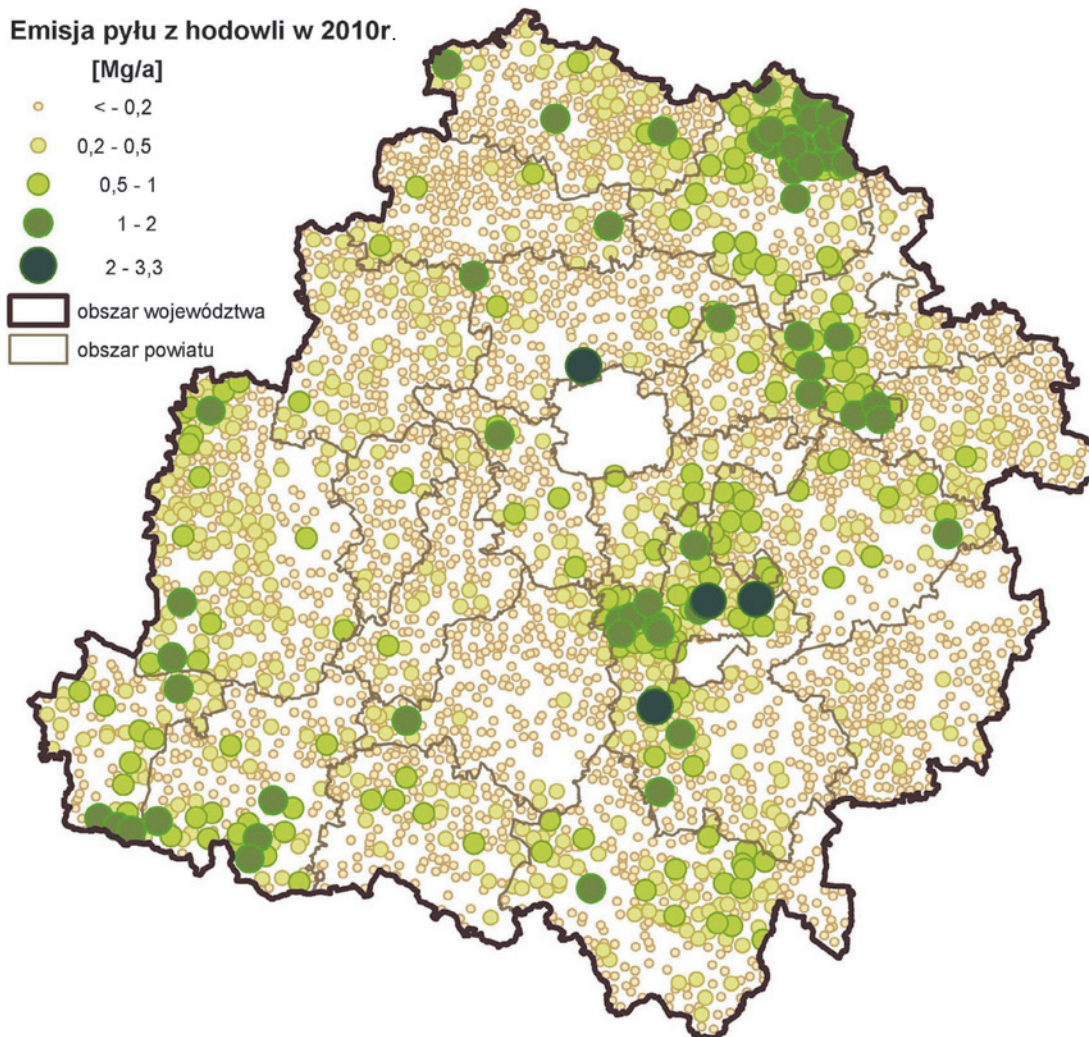 Emisja pyłu z hodowli w 2010r.
[Mg/a]
< - 0,2
0,2 - 0,5
0,5 - 1
1 - 2
2 - 3,3
obszar województwa
obszar powiatu